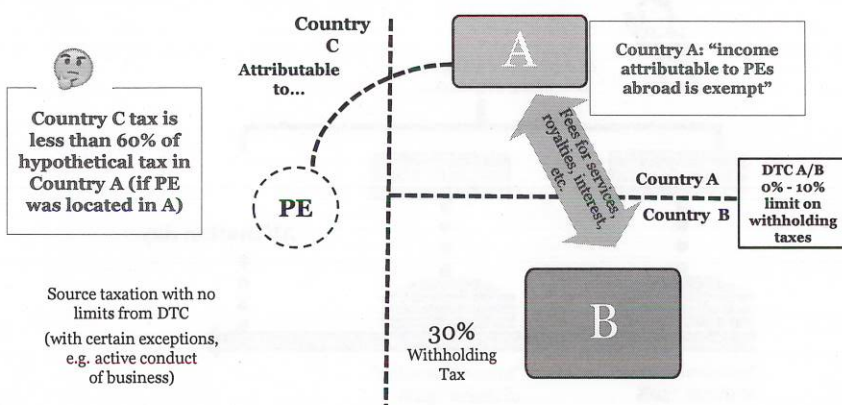 Country
C
Attributable
to...
A
Country A: “income
attributable to PEs
abroad is exempt”
Country C tax is
less than 60% of
hypothetical tax in
Country A (if PE
was located in A)
PE
Fees for services,
royalties, interest,
etc.
Country A
Country B
DTC A/B
0% - 10%
limit on
withholding
taxes
Source taxation with no
limits from DTC
(with certain exceptions,
e.g. active conduct
of business)
30%
Withholding
Tax
B